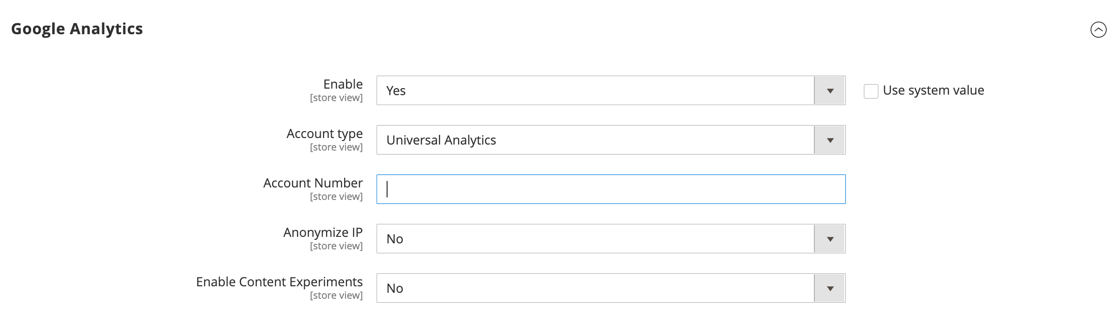 Google Analytics
Enable
[store view]
Yes
Use system value
Account type
[store view]
Universal Analytics
Account Number
[store view]
Anonymize IP
[store view]
No
Enable Content Experiments
[store view]
No